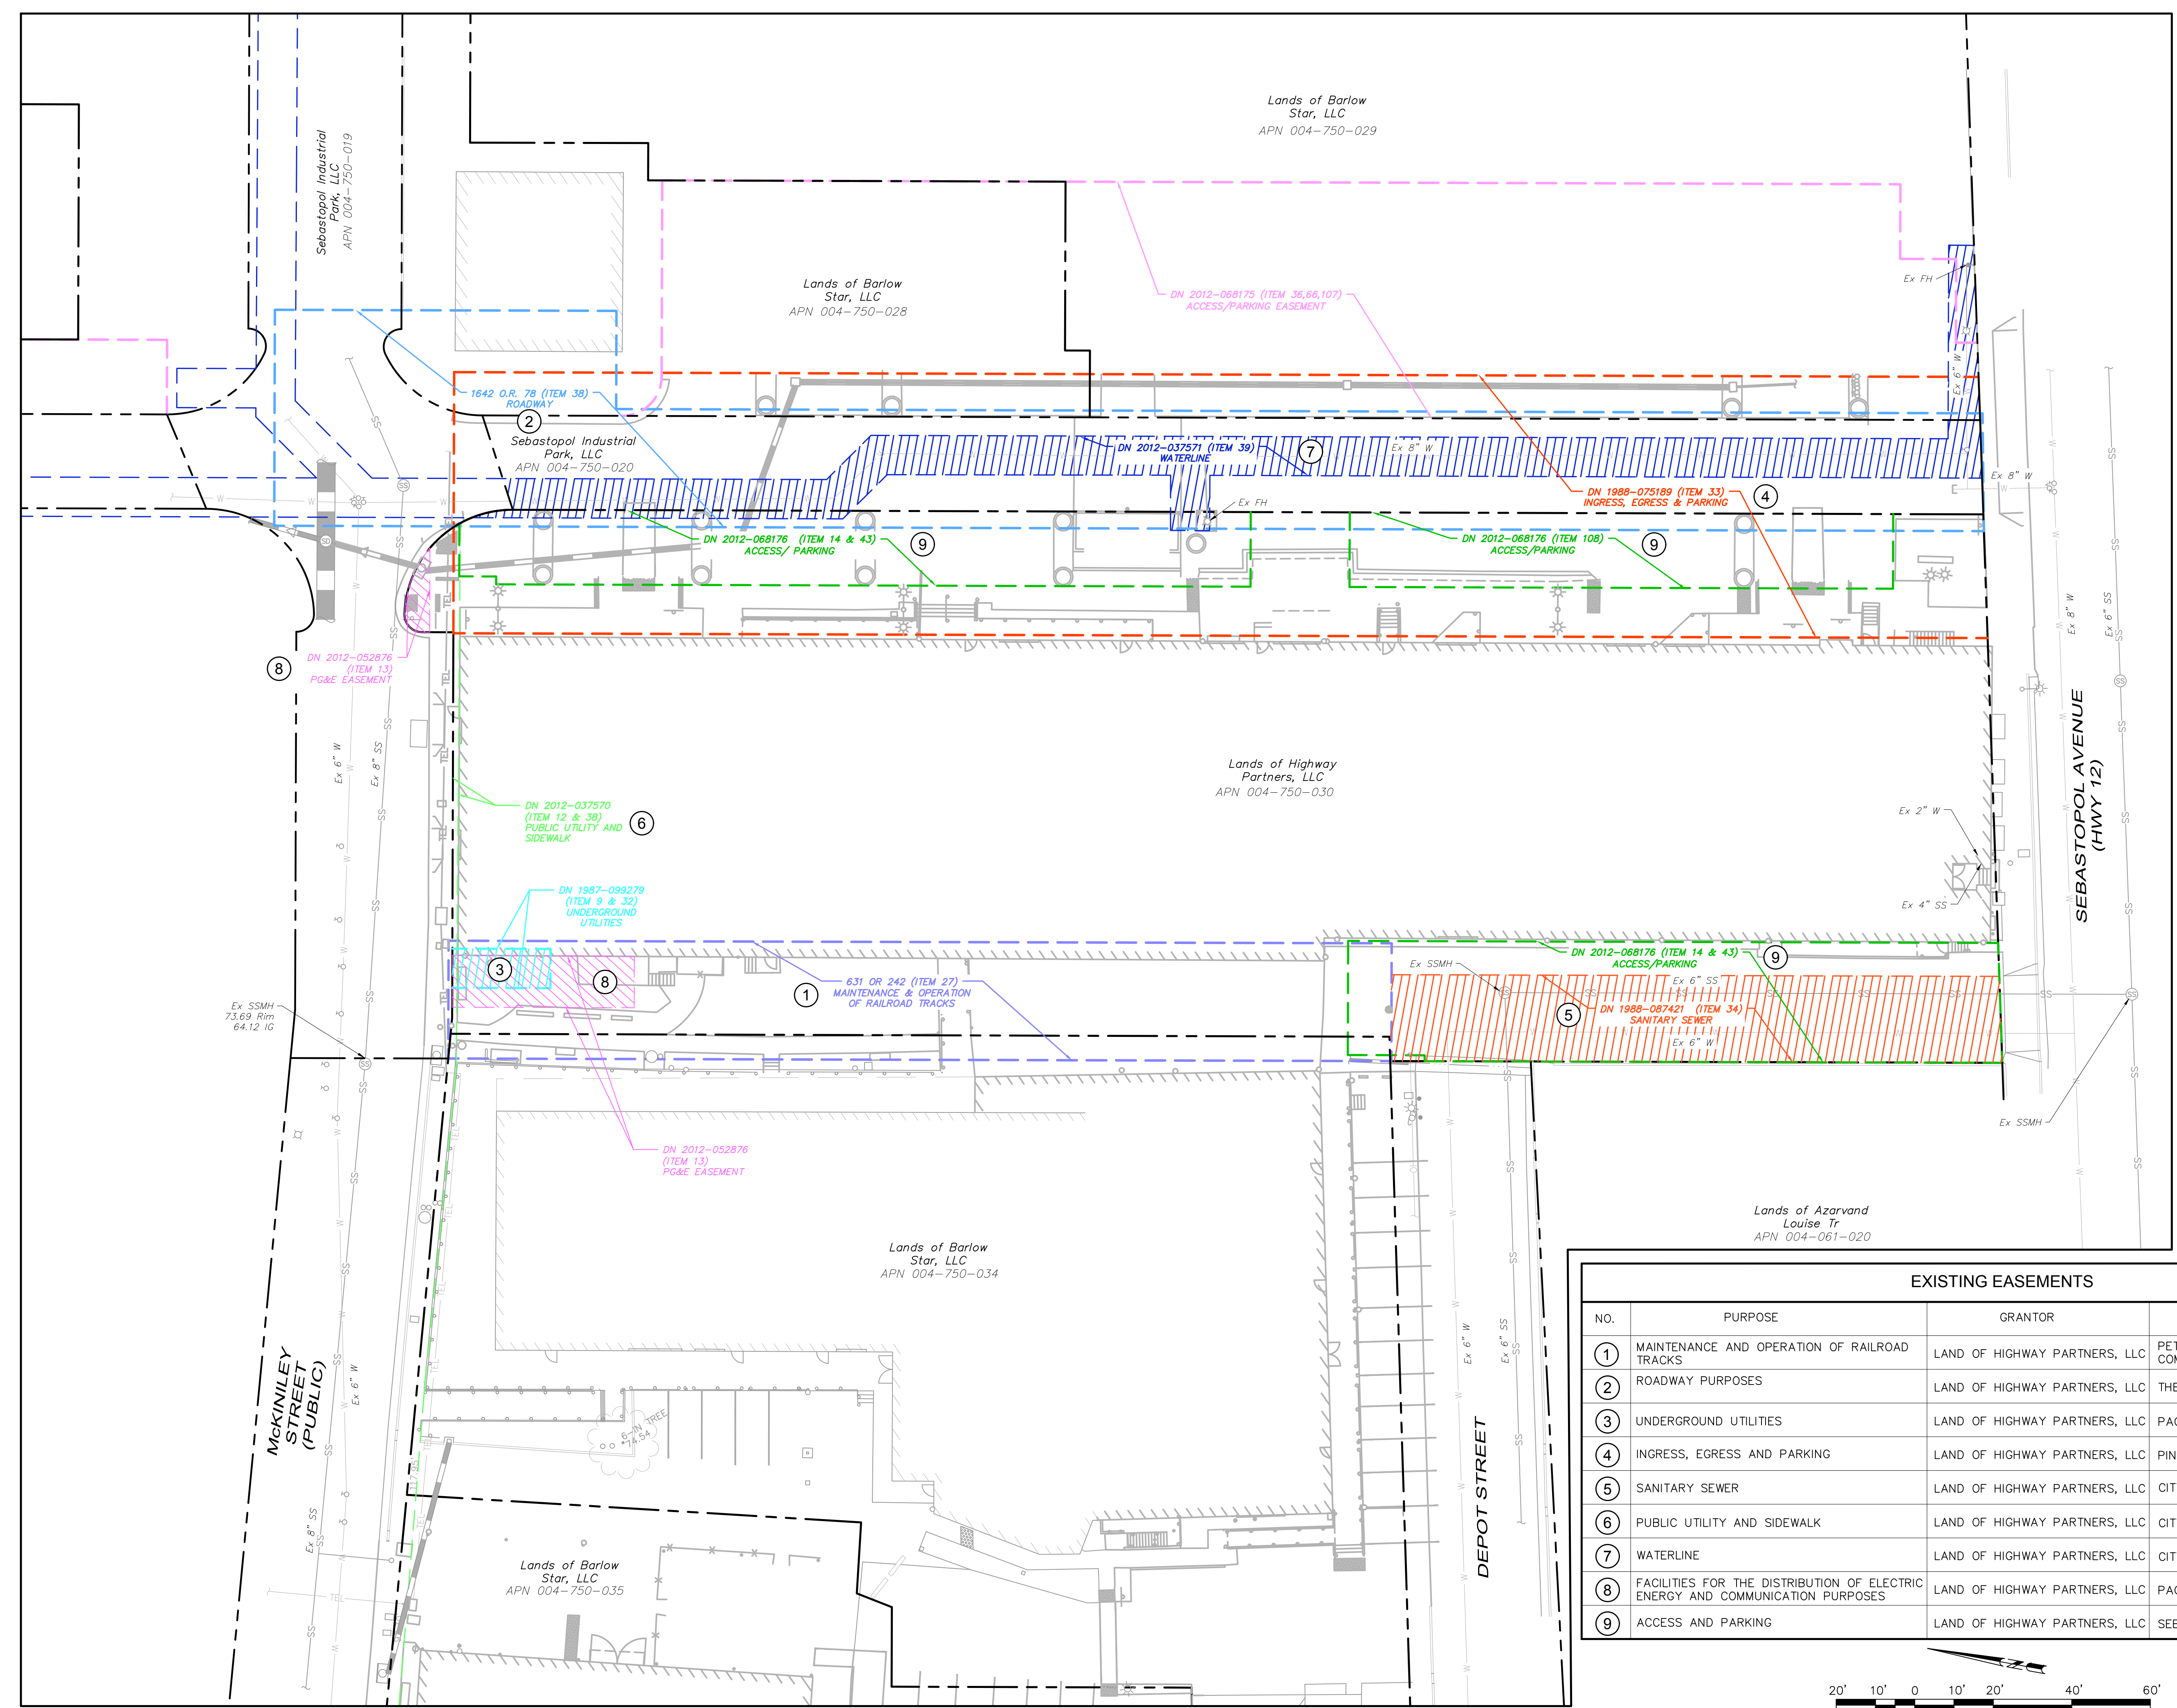 Lands of Barlow
Star, LLC
APN 004-750-029
Sebastopol Industrial
Park, LLC
APN 004-750-019
Lands of Barlow
Star, LLC
APN 004-750-028
DN 2012-068175 (ITEM 36,66,107)
ACCESS/PARKING EASEMENT
Ex FH
Ex 6" W
1642 O.R. 78 (ITEM 38)
ROADWAY
2
Sebastopol Industrial
Park, LLC
APN 004-750-020
DN 2012-037571 (ITEM 39)
WATERLINE
7
Ex 8" W
Ex 8" W
DN 1988-075189 (ITEM 33)
INGRESS, EGRESS & PARKING
4
Ex FH
DN 2012-068176 (ITEM 14 & 43)
ACCESS/ PARKING
9
DN 2012-068176 (ITEM 108)
ACCESS/PARKING
9
SD
SS
8
DN 2012-052876
(ITEM 13)
PG&E EASEMENT
Ex 8" W
Ex 6" SS
Ex 6" W
Ex 8" SS
TEL
Lands of Highway
Partners, LLC
APN 004-750-030
SEBASTOPOL AVENUE
(HWY 12)
DN 2012-037570
(ITEM 12 & 38)
PUBLIC UTILITY AND
SIDEWALK
6
Ex 2" W
Ex 4" SS
DN 1987-099279
(ITEM 9 & 32)
UNDERGROUND
UTILITIES
3
8
1
631 OR 242 (ITEM 27)
MAINTENANCE & OPERATION
OF RAILROAD TRACKS
DN 2012-068176 (ITEM 14 & 43)
ACCESS/PARKING
9
Ex SSMH
Ex 6" SS
5
DN 1988-087421 (ITEM 34)
SANITARY SEWER
Ex 6" W
Ex SSMH
73.69 Rim
64.12 IG
Ex SSMH
DN 2012-052876
(ITEM 13)
PG&E EASEMENT
Lands of Azarvand
Louise Tr
APN 004-061-020
Lands of Barlow
Star, LLC
APN 004-750-034
McKINILEY
STREET
(PUBLIC)
Ex 6" W
Ex 8" SS
6-IN TREE
*74.54
Ex 6" W
Ex 6" SS
DEPOT STREET
Lands of Barlow
Star, LLC
APN 004-750-035
EXISTING EASEMENTS
NO. PURPOSE GRANTOR
1 MAINTENANCE AND OPERATION OF RAILROAD TRACKS LAND OF HIGHWAY PARTNERS, LLC
2 ROADWAY PURPOSES LAND OF HIGHWAY PARTNERS, LLC THE
3 UNDERGROUND UTILITIES LAND OF HIGHWAY PARTNERS, LLC
4 INGRESS, EGRESS AND PARKING LAND OF HIGHWAY PARTNERS, LLC
5 SANITARY SEWER LAND OF HIGHWAY PARTNERS, LLC
6 PUBLIC UTILITY AND SIDEWALK LAND OF HIGHWAY PARTNERS, LLC
7 WATERLINE LAND OF HIGHWAY PARTNERS, LLC
8 FACILITIES FOR THE DISTRIBUTION OF ELECTRIC ENERGY AND COMMUNICATION PURPOSES LAND OF HIGHWAY PARTNERS, LLC
9 ACCESS AND PARKING LAND OF HIGHWAY PARTNERS, LLC
20' 10' 0 10' 20' 40' 60'